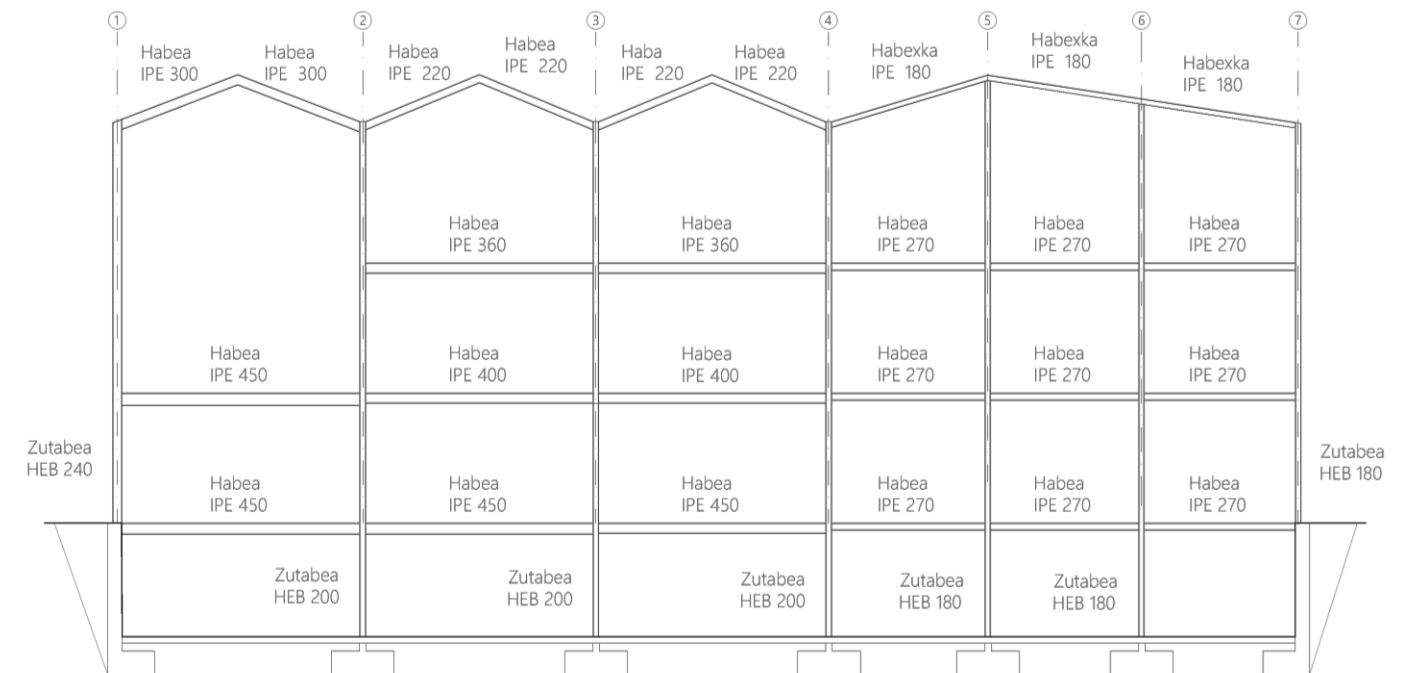 1 2 3 4 5 6 7
Habea
IPE 300
Habea
IPE 300
Habea
IPE 220
Habea
IPE 220
Haba
IPE 220
Habea
IPE 220
Habexka
IPE 180
Habexka
IPE 180
Habexka
IPE 180
Habea
IPE 360
Habea
IPE 360
Habea
IPE 270
Habea
IPE 270
Habea
IPE 270
Habea
IPE 450
Habea
IPE 400
Habea
IPE 400
Habea
IPE 270
Habea
IPE 270
Habea
IPE 270
Zutabea
HEB 240
Habea
IPE 450
Habea
IPE 450
Habea
IPE 450
Habea
IPE 270
Habea
IPE 270
Habea
IPE 270
Zutabea
HEB 180
Zutabea
HEB 200
Zutabea
HEB 200
Zutabea
HEB 200
Zutabea
HEB 180
Zutabea
HEB 180